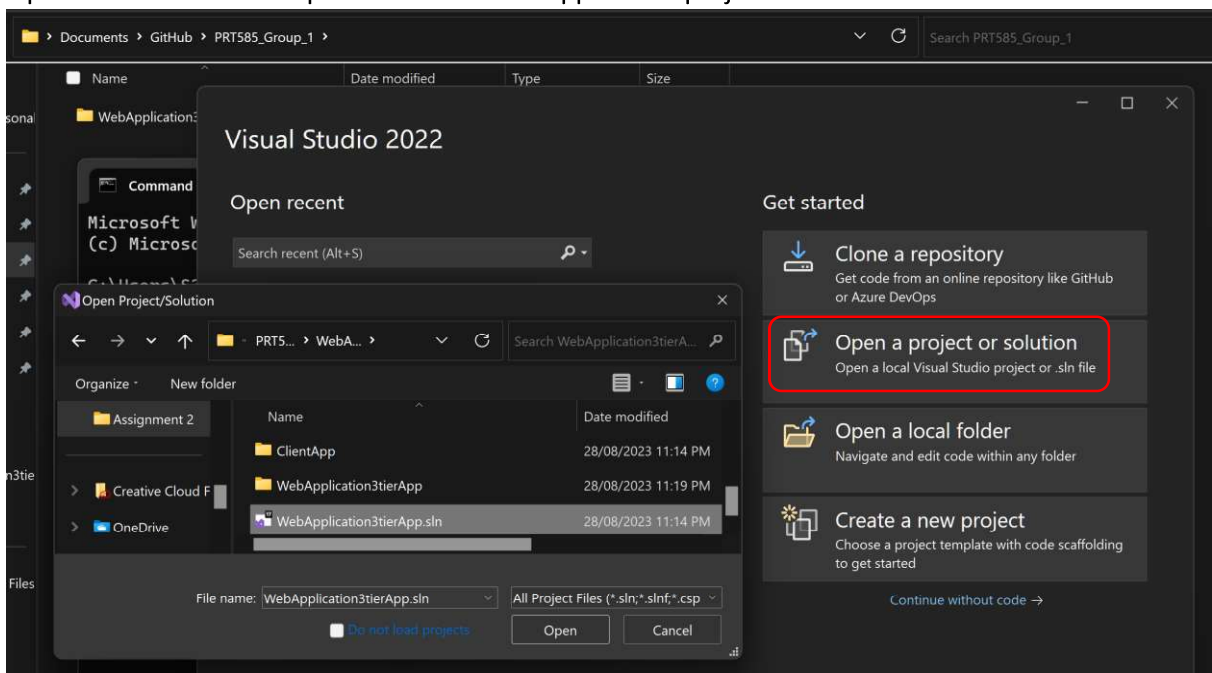 Documents > GitHub > PRT585_Group_1 >
Search PRT585_Group_1
Name Date modified Type Size
WebApplication3
Visual Studio 2022
Command
Microsoft W
(c) Microso
Open recent
Search recent (Alt+S)
Get started
Clone a repository
Get code from an online repository like GitHub
or Azure DevOps
Open a project or solution
Open a local Visual Studio project or .sln file
Open a local folder
Navigate and edit code within any folder
Create a new project
Choose a project template with code scaffolding
to get started
Continue without code →
Open Project/Solution
PRT5... > WebA... >
Search WebApplication3tierA...
Organize
New folder
Assignment 2
Creative Cloud F
OneDrive
Name Date modified
ClientApp 28/08/2023 11:14 PM
WebApplication3tierApp 28/08/2023 11:19 PM
WebApplication3tierApp.sln 28/08/2023 11:14 PM
File name: WebApplication3tierApp.sln
All Project Files (*.sln;*.slnf;*.csp
Do not load projects
Open
Cancel
sonal
n3tie
Files